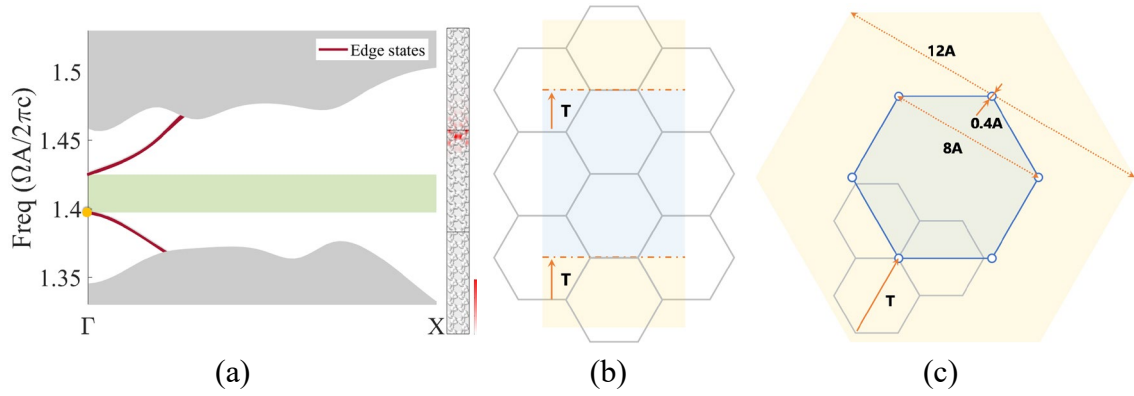 Freq (ΩA/2πc)
1.5
1.45
1.4
1.35
Γ
X
Edge states
(a)
T
T
(b)
12A
0.4A
8A
T
(c)